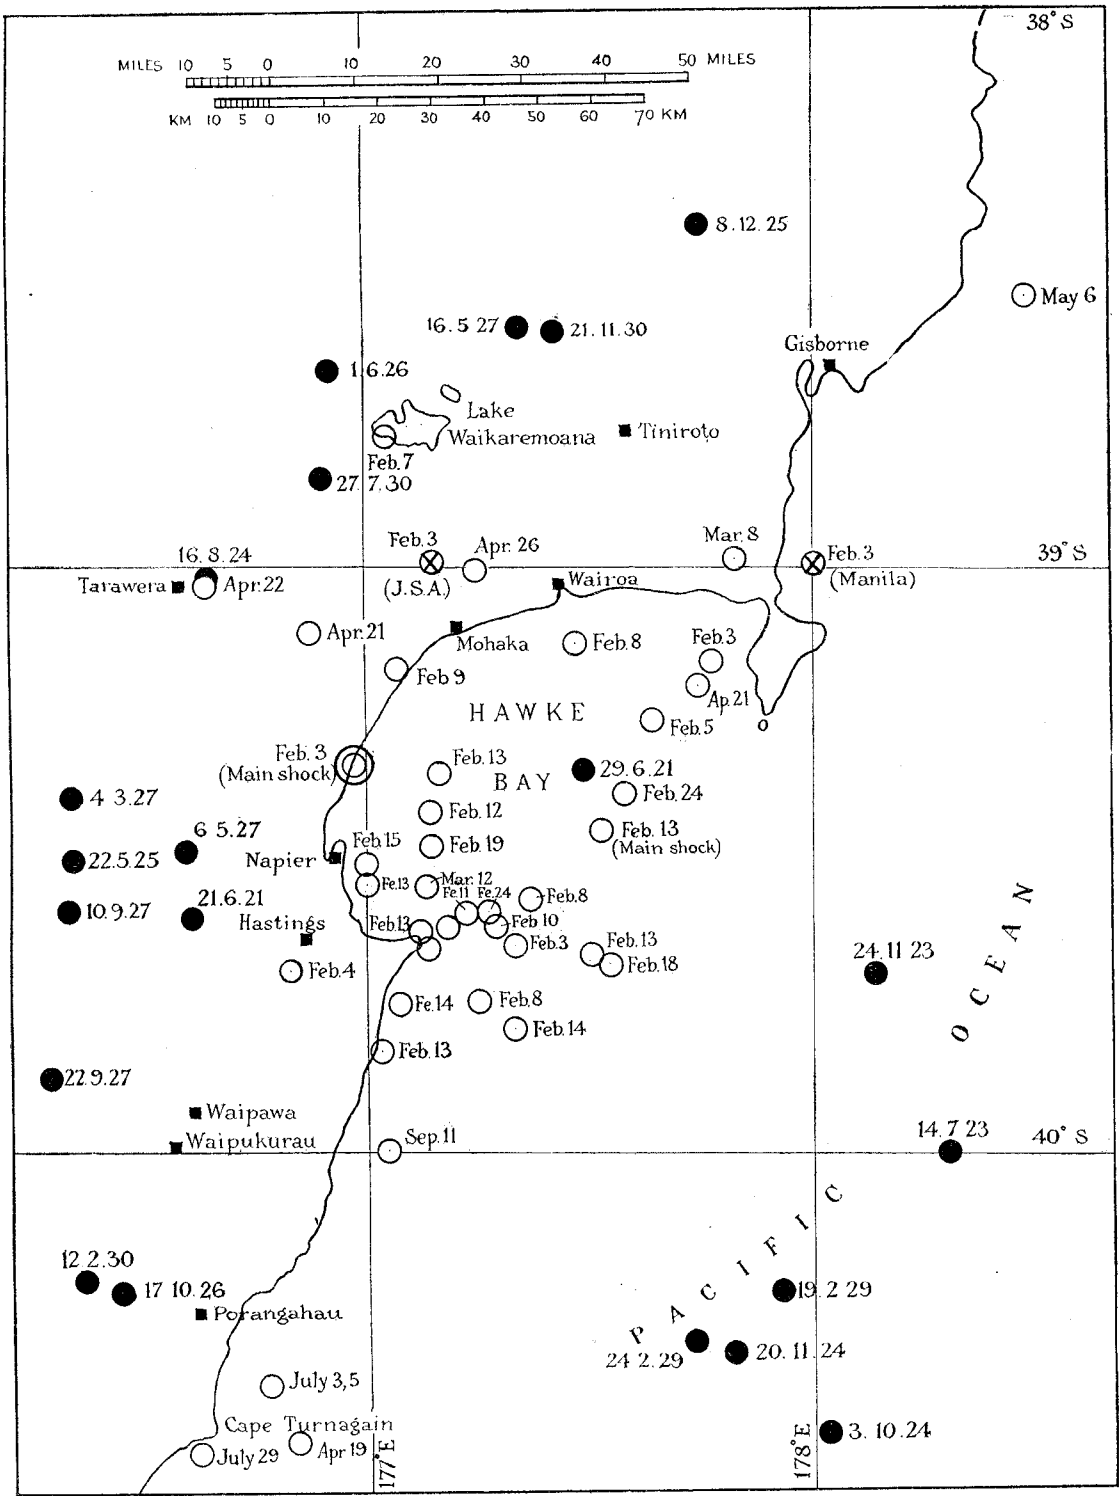 38° S
MILES 10 5 0 10 20 30 40 50 MILES
KM 10 5 0 10 20 30 40 50 60 70 KM
8.12.25
May 6
16.5 27
21.11.30
Gisborne
1.6.26
Lake
Waikaremoana
Tiniroto
Feb.7
27.7.30
Feb.3
(J.S.A.)
Apr. 26
Mar. 8
Feb.3
(Manila)
39° S
16.8.24
Tarawera
Apr.22
Wairoa
Apr.21
Mohaka
Feb.8
Feb.3
Feb 9
Ap.21
HAWKE
BAY
Feb.5
Feb. 3
(Main shock)
Feb.13
29.6.21
Feb.24
4 3.27
Feb.12
6 5.27
Feb. 13
(Main shock)
22.5.25
Napier
Feb.15
Feb.19
Fe.13
Mar.12
10.9.27
21.6.21
Fe.11
Fe.24
Feb.8
Hastings
Feb.13
Feb 10
Feb.3
Feb.13
Feb.18
Feb.4
24.11 23
OCEAN
Fe.14
Feb.8
Feb.14
Feb.13
22.9.27
Waipawa
Waipukurau
Sep.11
14.7 23
40° S
PACIFIC
12.2.30
17 10.26
Porangahau
19.2 29
24 2.29
20.11.24
July 3,5
Cape Turnagain
July 29
Apr 19
177°E
178°E
3.10.24